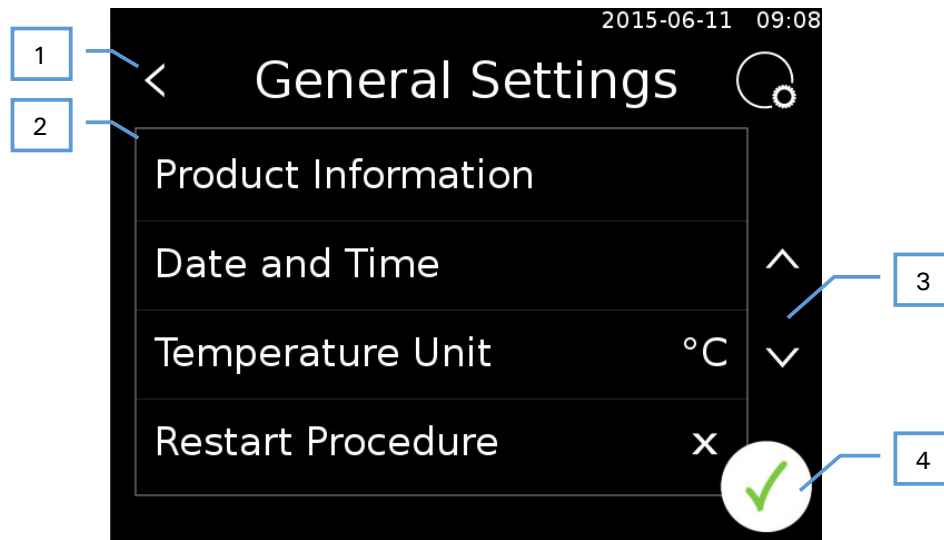 2015-06-11 09:08
1
< General Settings
2
Product Information
Date and Time
3
Temperature Unit °C
Restart Procedure x
4